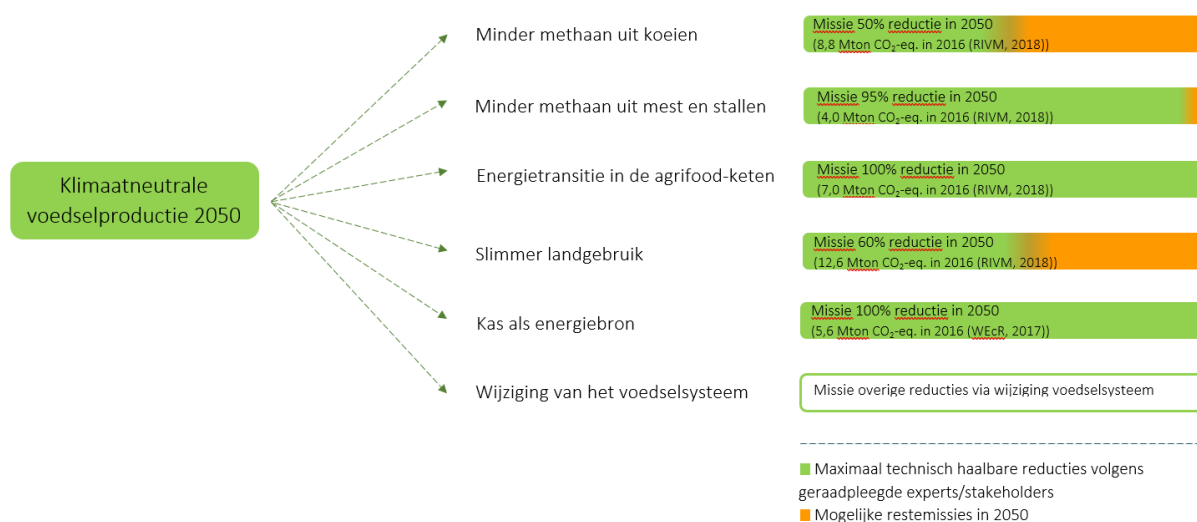 Klimaatneutrale
voedselproductie 2050
Minder methaan uit koeien
Missie 50% reductie in 2050
(8,8 Mton CO₂-eq. in 2016 (RIVM, 2018))
Minder methaan uit mest en stallen
Missie 95% reductie in 2050
(4,0 Mton CO₂-eq. in 2016 (RIVM, 2018))
Energietransitie in de agrifood-keten
Missie 100% reductie in 2050
(7,0 Mton CO₂-eq. in 2016 (RIVM, 2018))
Slimmer landgebruik
Missie 60% reductie in 2050
(12,6 Mton CO₂-eq. in 2016 (RIVM, 2018))
Kas als energiebron
Missie 100% reductie in 2050
(5,6 Mton CO₂-eq. in 2016 (WEcR, 2017))
Wijziging van het voedselsysteem
Missie overige reducties via wijziging voedselsysteem
Maximaal technisch haalbare reducties volgens
geraadpleegde experts/stakeholders
Mogelijke restemissies in 2050